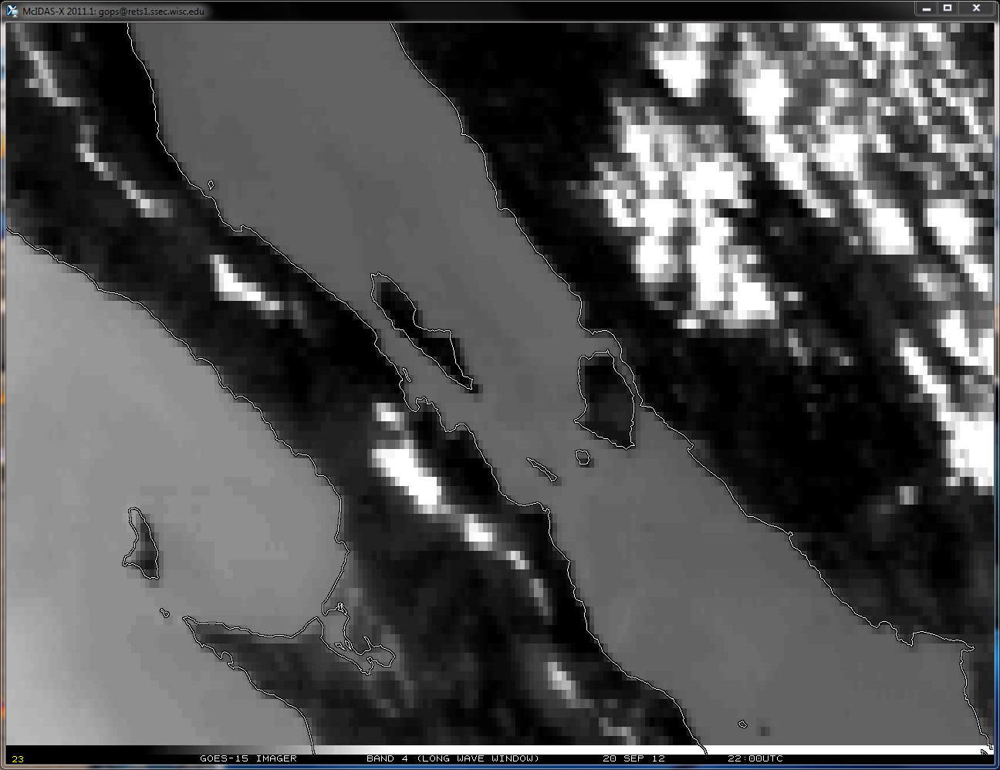 McIDAS-X 2011.1: gops@rets1.ssec.wisc.edu
23 GOES-15 IMAGER BAND 4 (LONG WAVE WINDOW) 20 SEP 12 22:00UTC